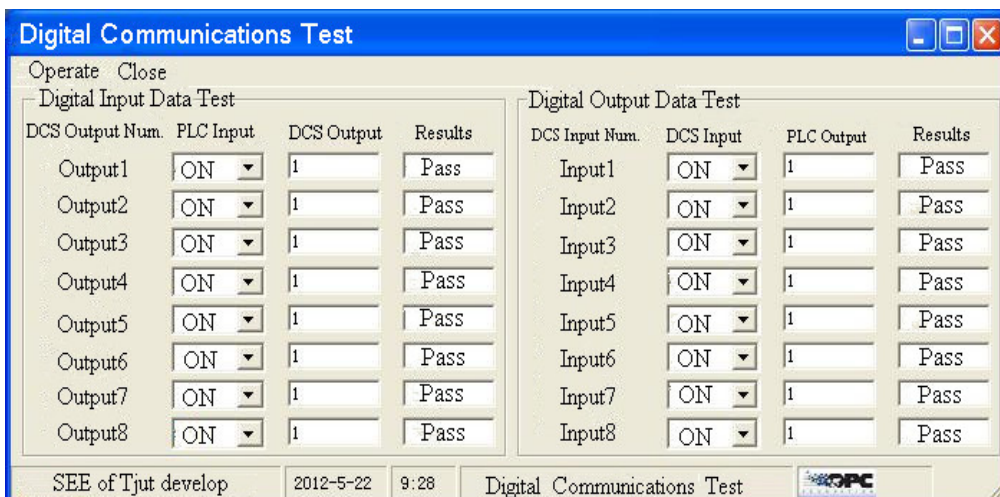 Digital Communications Test
Operate Close
Digital Input Data Test
DCS Output Num. PLC Input DCS Output Results
Output1 ON 1 Pass
Output2 ON 1 Pass
Output3 ON 1 Pass
Output4 ON 1 Pass
Output5 ON 1 Pass
Output6 ON 1 Pass
Output7 ON 1 Pass
Output8 ON 1 Pass
Digital Output Data Test
DCS Input Num. DCS Input PLC Output Results
Input1 ON 1 Pass
Input2 ON 1 Pass
Input3 ON 1 Pass
Input4 ON 1 Pass
Input5 ON 1 Pass
Input6 ON 1 Pass
Input7 ON 1 Pass
Input8 ON 1 Pass
SEE of Tjut develop 2012-5-22 9:28 Digital Communications Test OPC